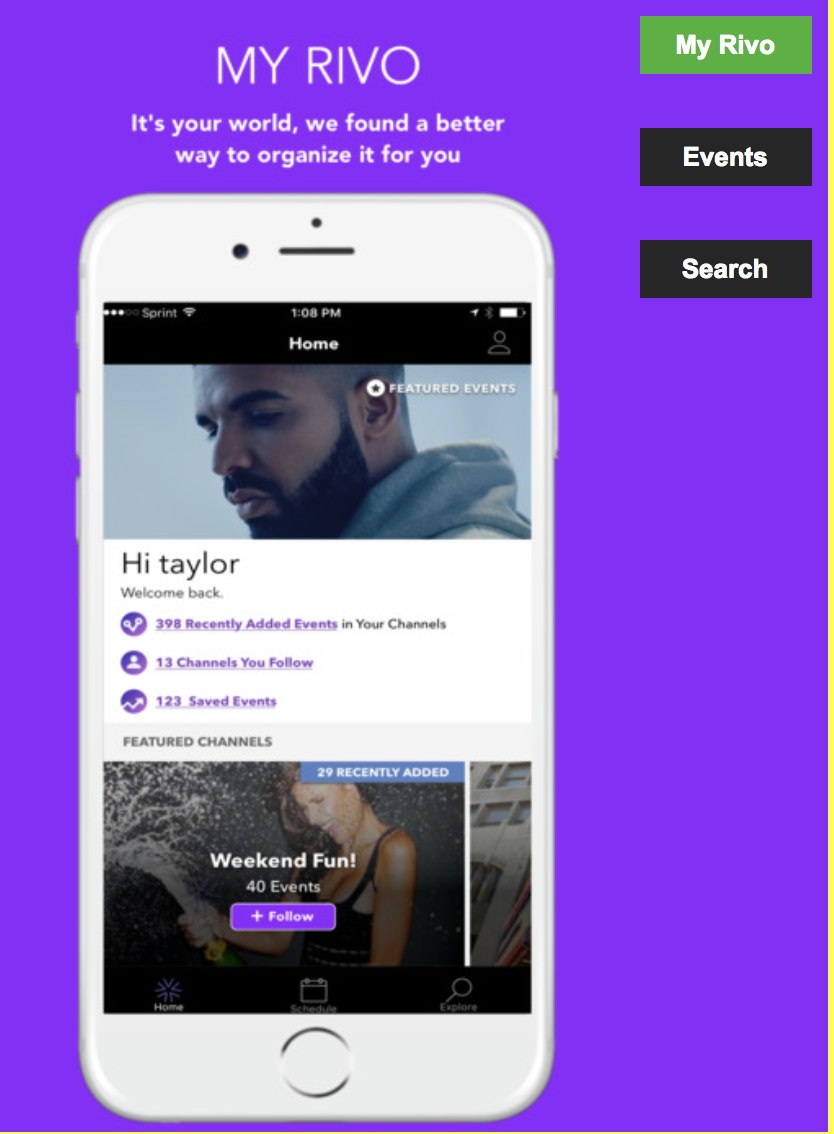 MY RIVO
It's your world, we found a better
way to organize it for you
My Rivo
Events
Search
Sprint
1:08 PM
Home
FEATURED EVENTS
Hi taylor
Welcome back.
398 Recently Added Events in Your Channels
13 Channels You Follow
123 Saved Events
FEATURED CHANNELS
29 RECENTLY ADDED
Weekend Fun!
40 Events
+ Follow
Home
Schedule
Explore